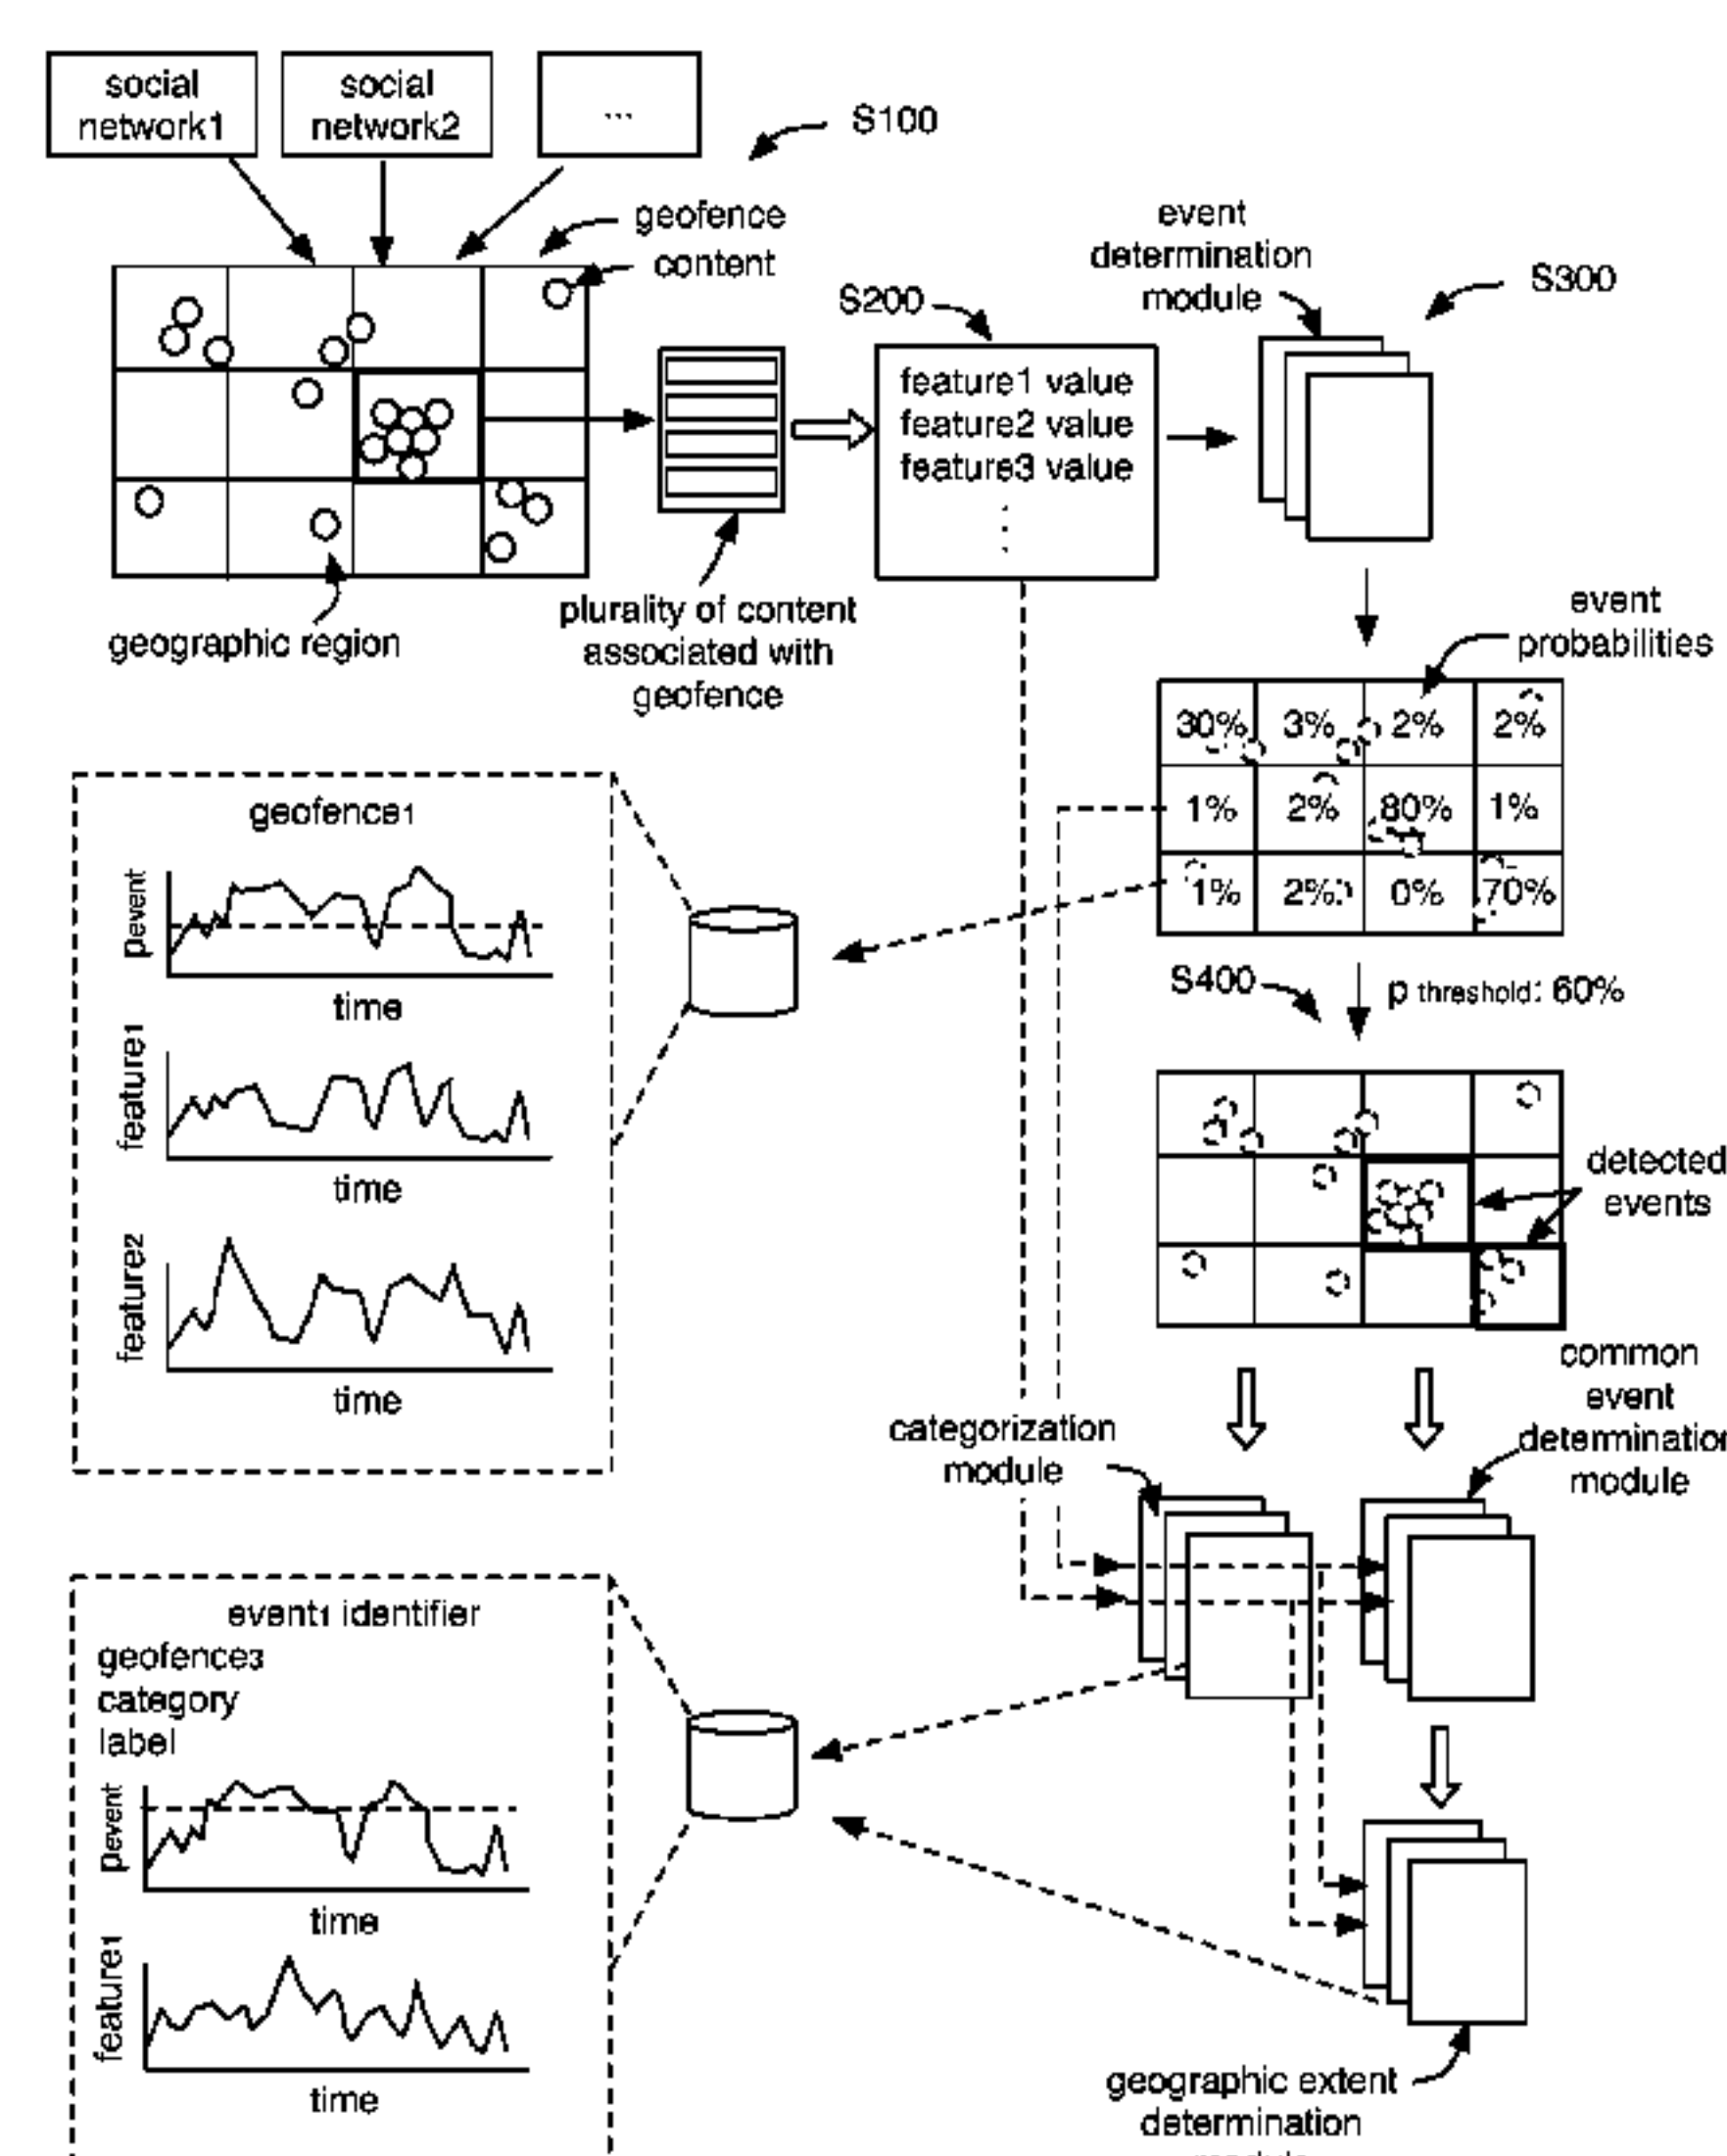 social
network1
social
network2
...
S100
geofence
content
event
determination
module
S300
S200
feature1 value
feature2 value
feature3 value
geographic region
plurality of content
associated with
geofence
event
probabilities
30% 3% 2% 2%
1% 2% 80% 1%
1% 2% 0% 70%
geofence1
pevent
time
feature1
time
feature2
time
S400
p threshold: 60%
detected
events
common
event
determination
module
categorization
module
event1 identifier
geofence3
category
label
pevent
time
feature1
time
geographic extent
determination